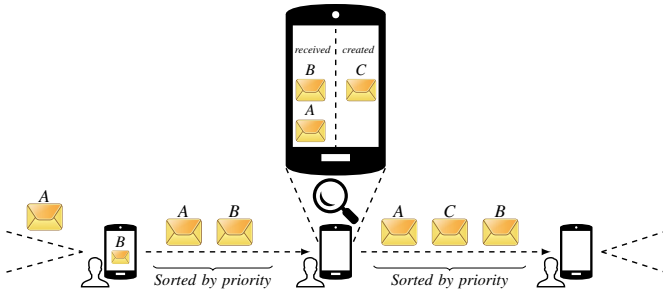 received created
B C
A
A
A B A C B
B
Sorted by priority Sorted by priority